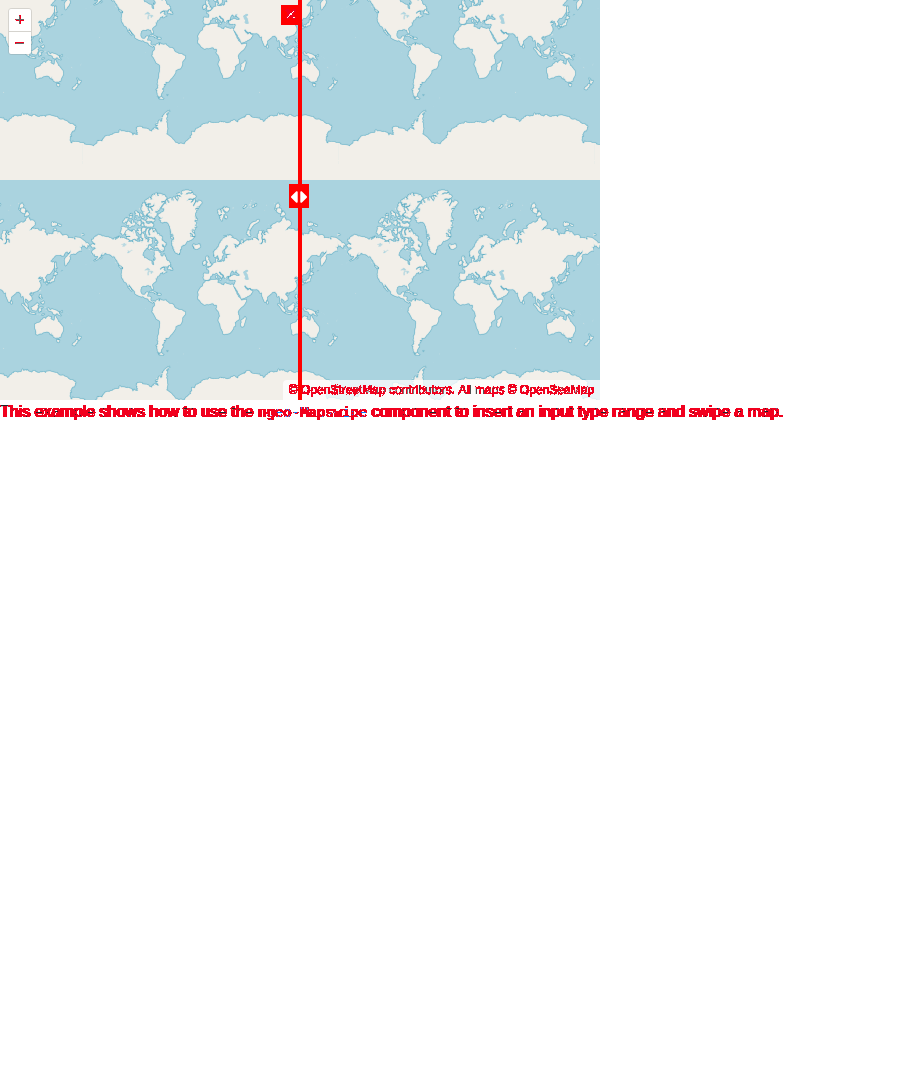 +
−
© OpenStreetMap contributors. All maps © OpenSeaMap
This example shows how to use the ngeo-Mapswipe component to insert an input type range and swipe a map.